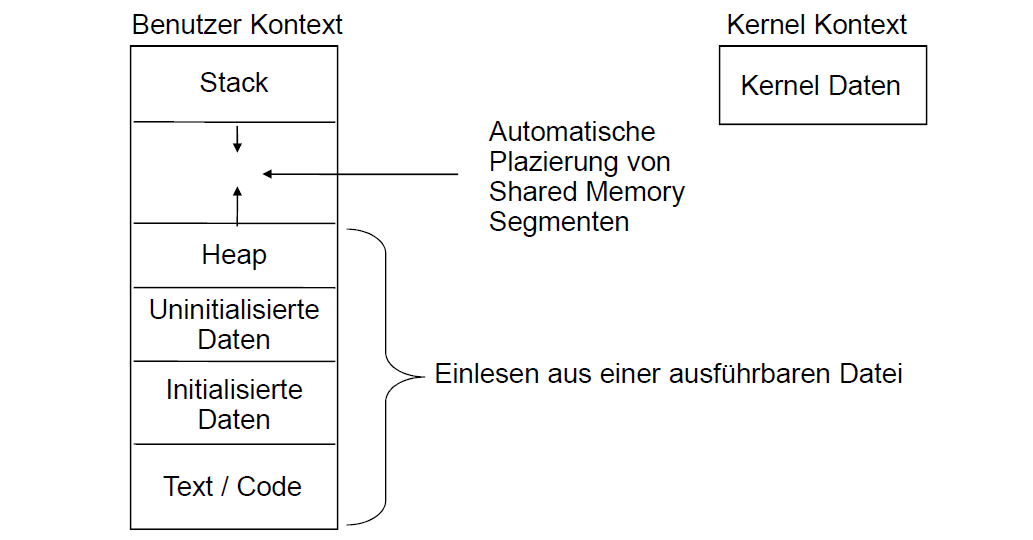 Benutzer Kontext
Kernel Kontext
Stack
Kernel Daten
Automatische
Plazierung von
Shared Memory
Segmenten
Heap
Uninitialisierte
Daten
Einlesen aus einer ausführbaren Datei
Initialisierte
Daten
Text / Code